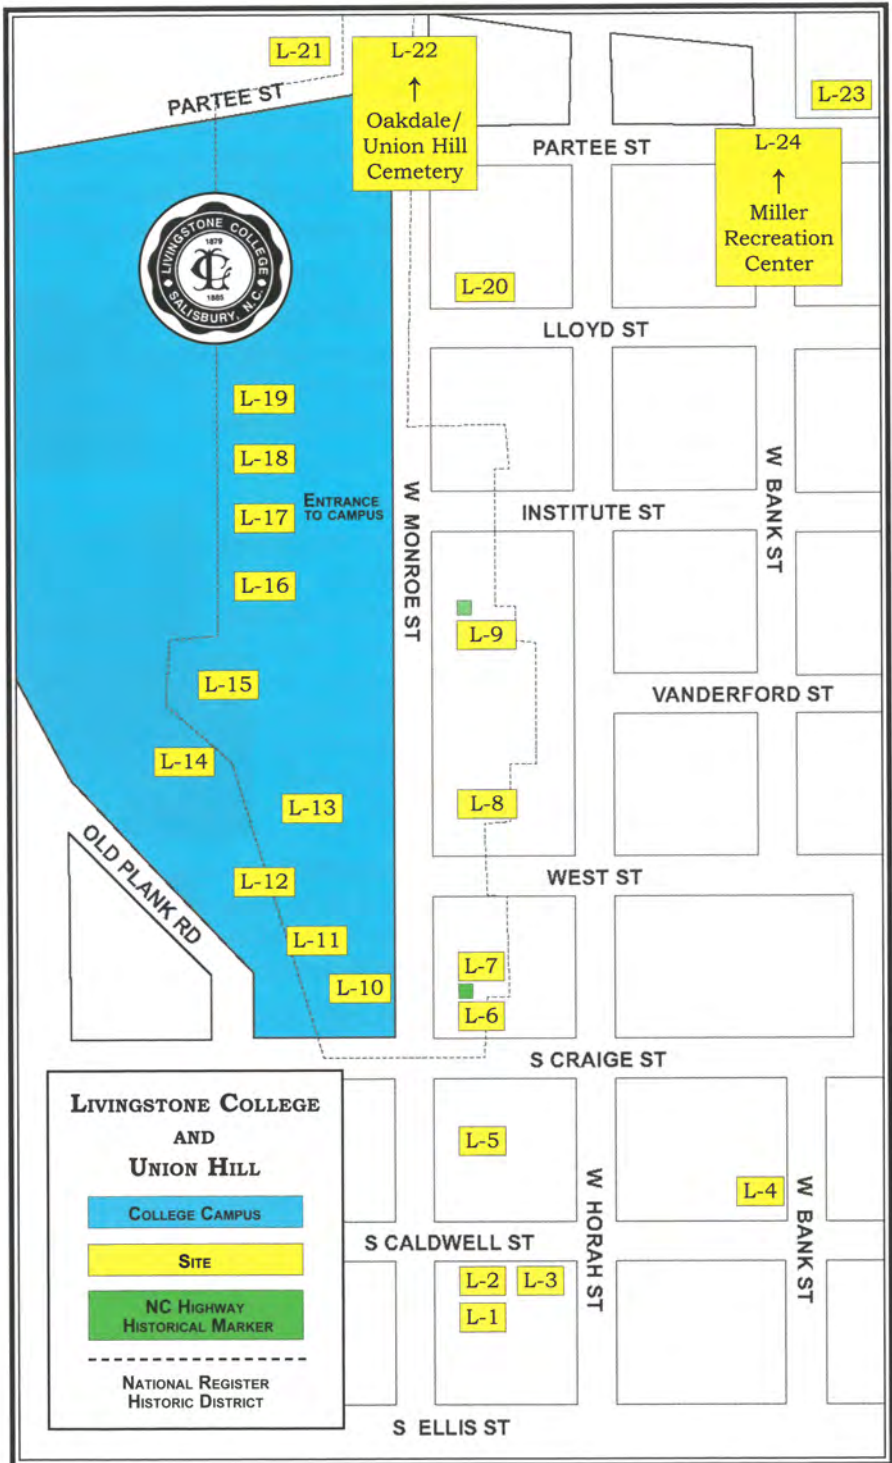 L-21
L-22
↑
Oakdale/
Union Hill
Cemetery
L-23
PARTEE ST
PARTEE ST
L-24
↑
Miller
Recreation
Center
LIVINGSTONE COLLEGE
1879
LC
1885
SALISBURY, N.C.
L-20
LLOYD ST
L-19
L-18
ENTRANCE
TO CAMPUS
L-17
W MONROE ST
INSTITUTE ST
W BANK ST
L-16
L-9
L-15
VANDERFORD ST
L-14
L-13
L-8
OLD PLANK RD
L-12
WEST ST
L-11
L-7
L-10
L-6
S CRAIGE ST
L-5
L-4
W HORAH ST
W BANK ST
S CALDWELL ST
L-2
L-3
L-1
S ELLIS ST
LIVINGSTONE COLLEGE
AND
UNION HILL
COLLEGE CAMPUS
SITE
NC HIGHWAY
HISTORICAL MARKER
NATIONAL REGISTER
HISTORIC DISTRICT